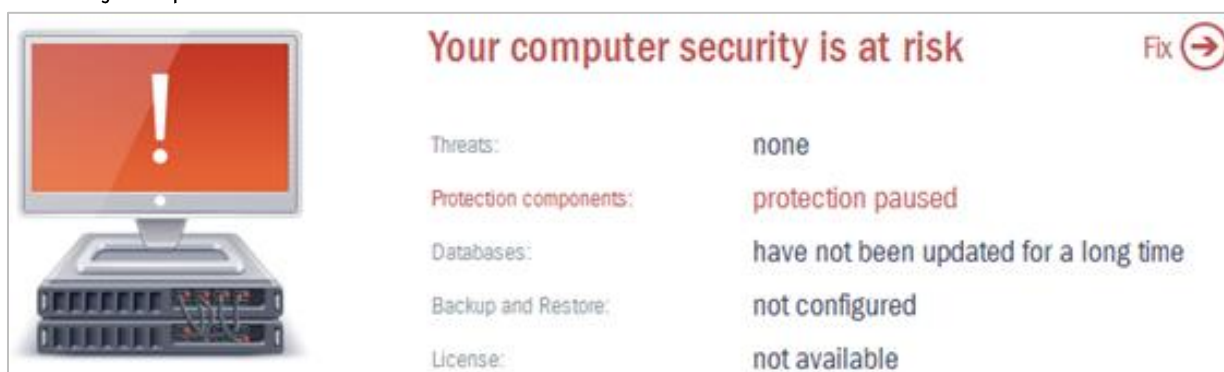 Your computer security is at risk
Fix
Threats: none
Protection components: protection paused
Databases: have not been updated for a long time
Backup and Restore: not configured
License: not available